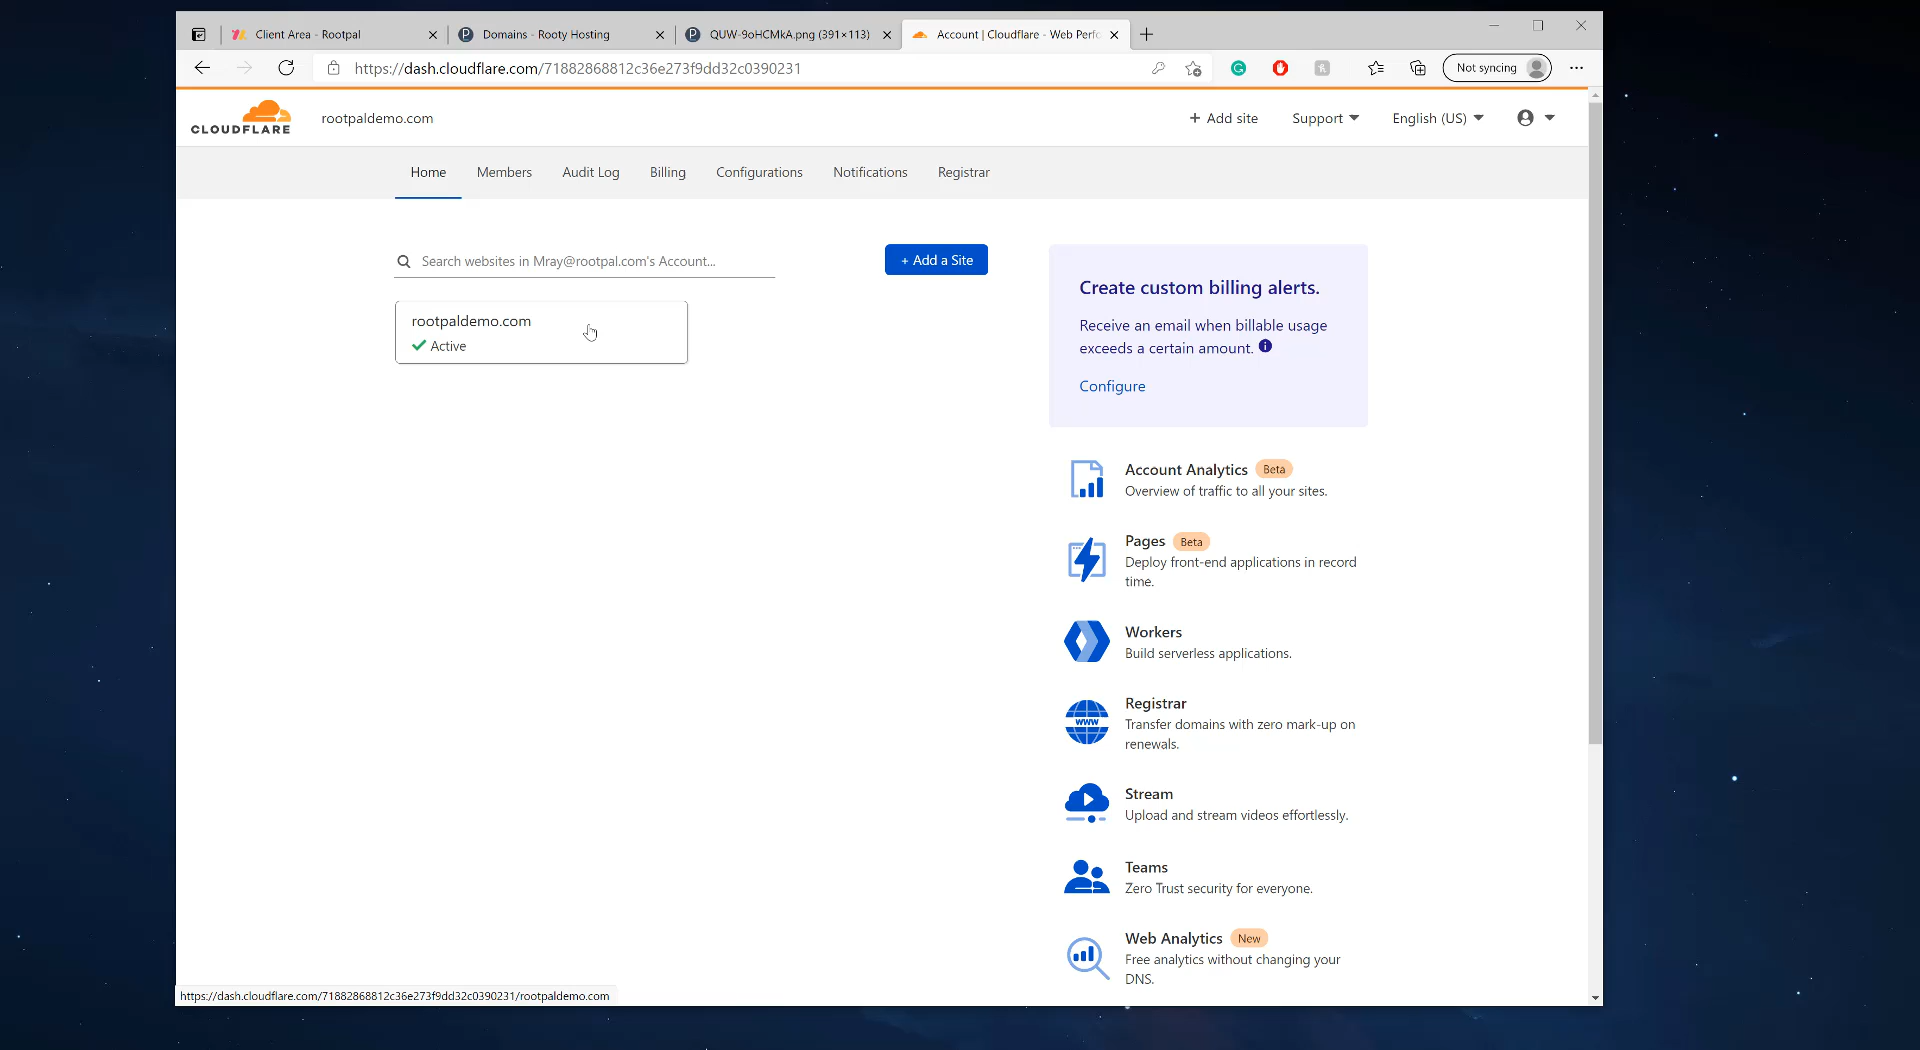 Client Area - Rootpal
Domains - Rooty Hosting
QUW-9oHCMkA.png (391×113)
Account | Cloudflare - Web Perfo
https://dash.cloudflare.com/71882868812c36e273f9dd32c0390231
Not syncing
CLOUDFLARE
rootpaldemo.com
+ Add site
Support
English (US)
Home
Members
Audit Log
Billing
Configurations
Notifications
Registrar
Search websites in Mray@rootpal.com's Account...
+ Add a Site
rootpaldemo.com
Active
Create custom billing alerts.
Receive an email when billable usage
exceeds a certain amount.
Configure
Account Analytics Beta
Overview of traffic to all your sites.
Pages Beta
Deploy front-end applications in record
time.
Workers
Build serverless applications.
www
Registrar
Transfer domains with zero mark-up on
renewals.
Stream
Upload and stream videos effortlessly.
Teams
Zero Trust security for everyone.
Web Analytics New
Free analytics without changing your
DNS.
https://dash.cloudflare.com/71882868812c36e273f9dd32c0390231/rootpaldemo.com